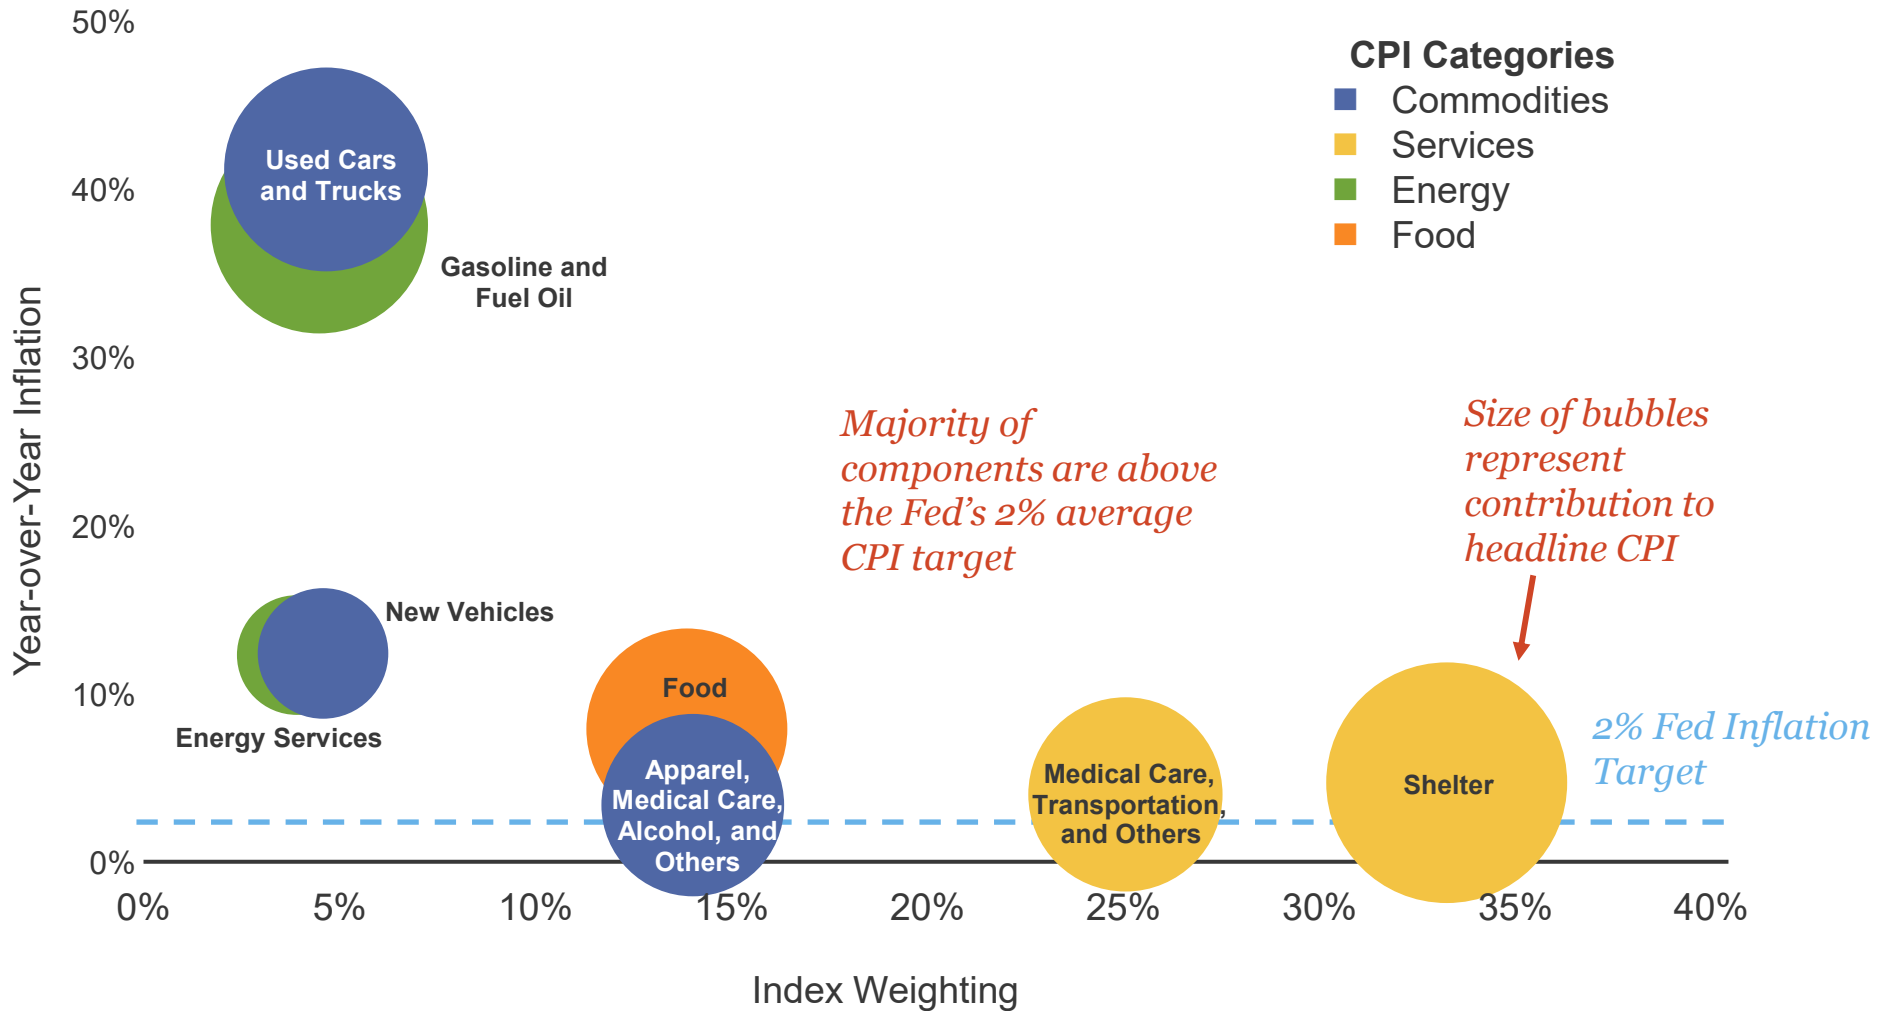 50%
40%
30%
20%
10%
0%
Year-over-Year Inflation
CPI Categories
Commodities
Services
Energy
Food
Used Cars
and Trucks
Gasoline and
Fuel Oil
New Vehicles
Energy Services
Food
Apparel,
Medical Care,
Alcohol, and
Others
Majority of
components are above
the Fed’s 2% average
CPI target
Medical Care,
Transportation,
and Others
Size of bubbles
represent
contribution to
headline CPI
Shelter
2% Fed Inflation
Target
0% 5% 10% 15% 20% 25% 30% 35% 40%
Index Weighting